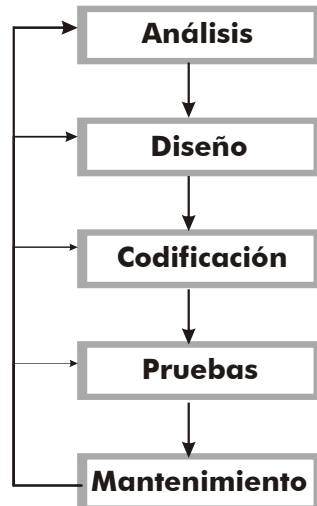 Análisis
Diseño
Codificación
Pruebas
Mantenimiento